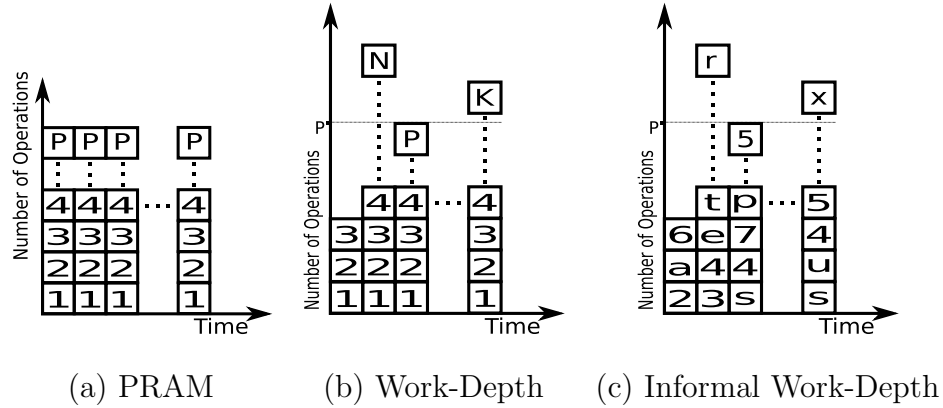 Number of Operations
P P P P
4 4 4 ... 4
3 3 3 3
2 2 2 2
1 1 1 1
Time
(a) PRAM
Number of Operations
N
K
P
P
4 4 ... 4
3 3 3 3
2 2 2 2
1 1 1 1
Time
(b) Work-Depth
Number of Operations
r
x
P
5
t p ... 5
6 e 7 4
a 4 4 u
2 3 s s
Time
(c) Informal Work-Depth